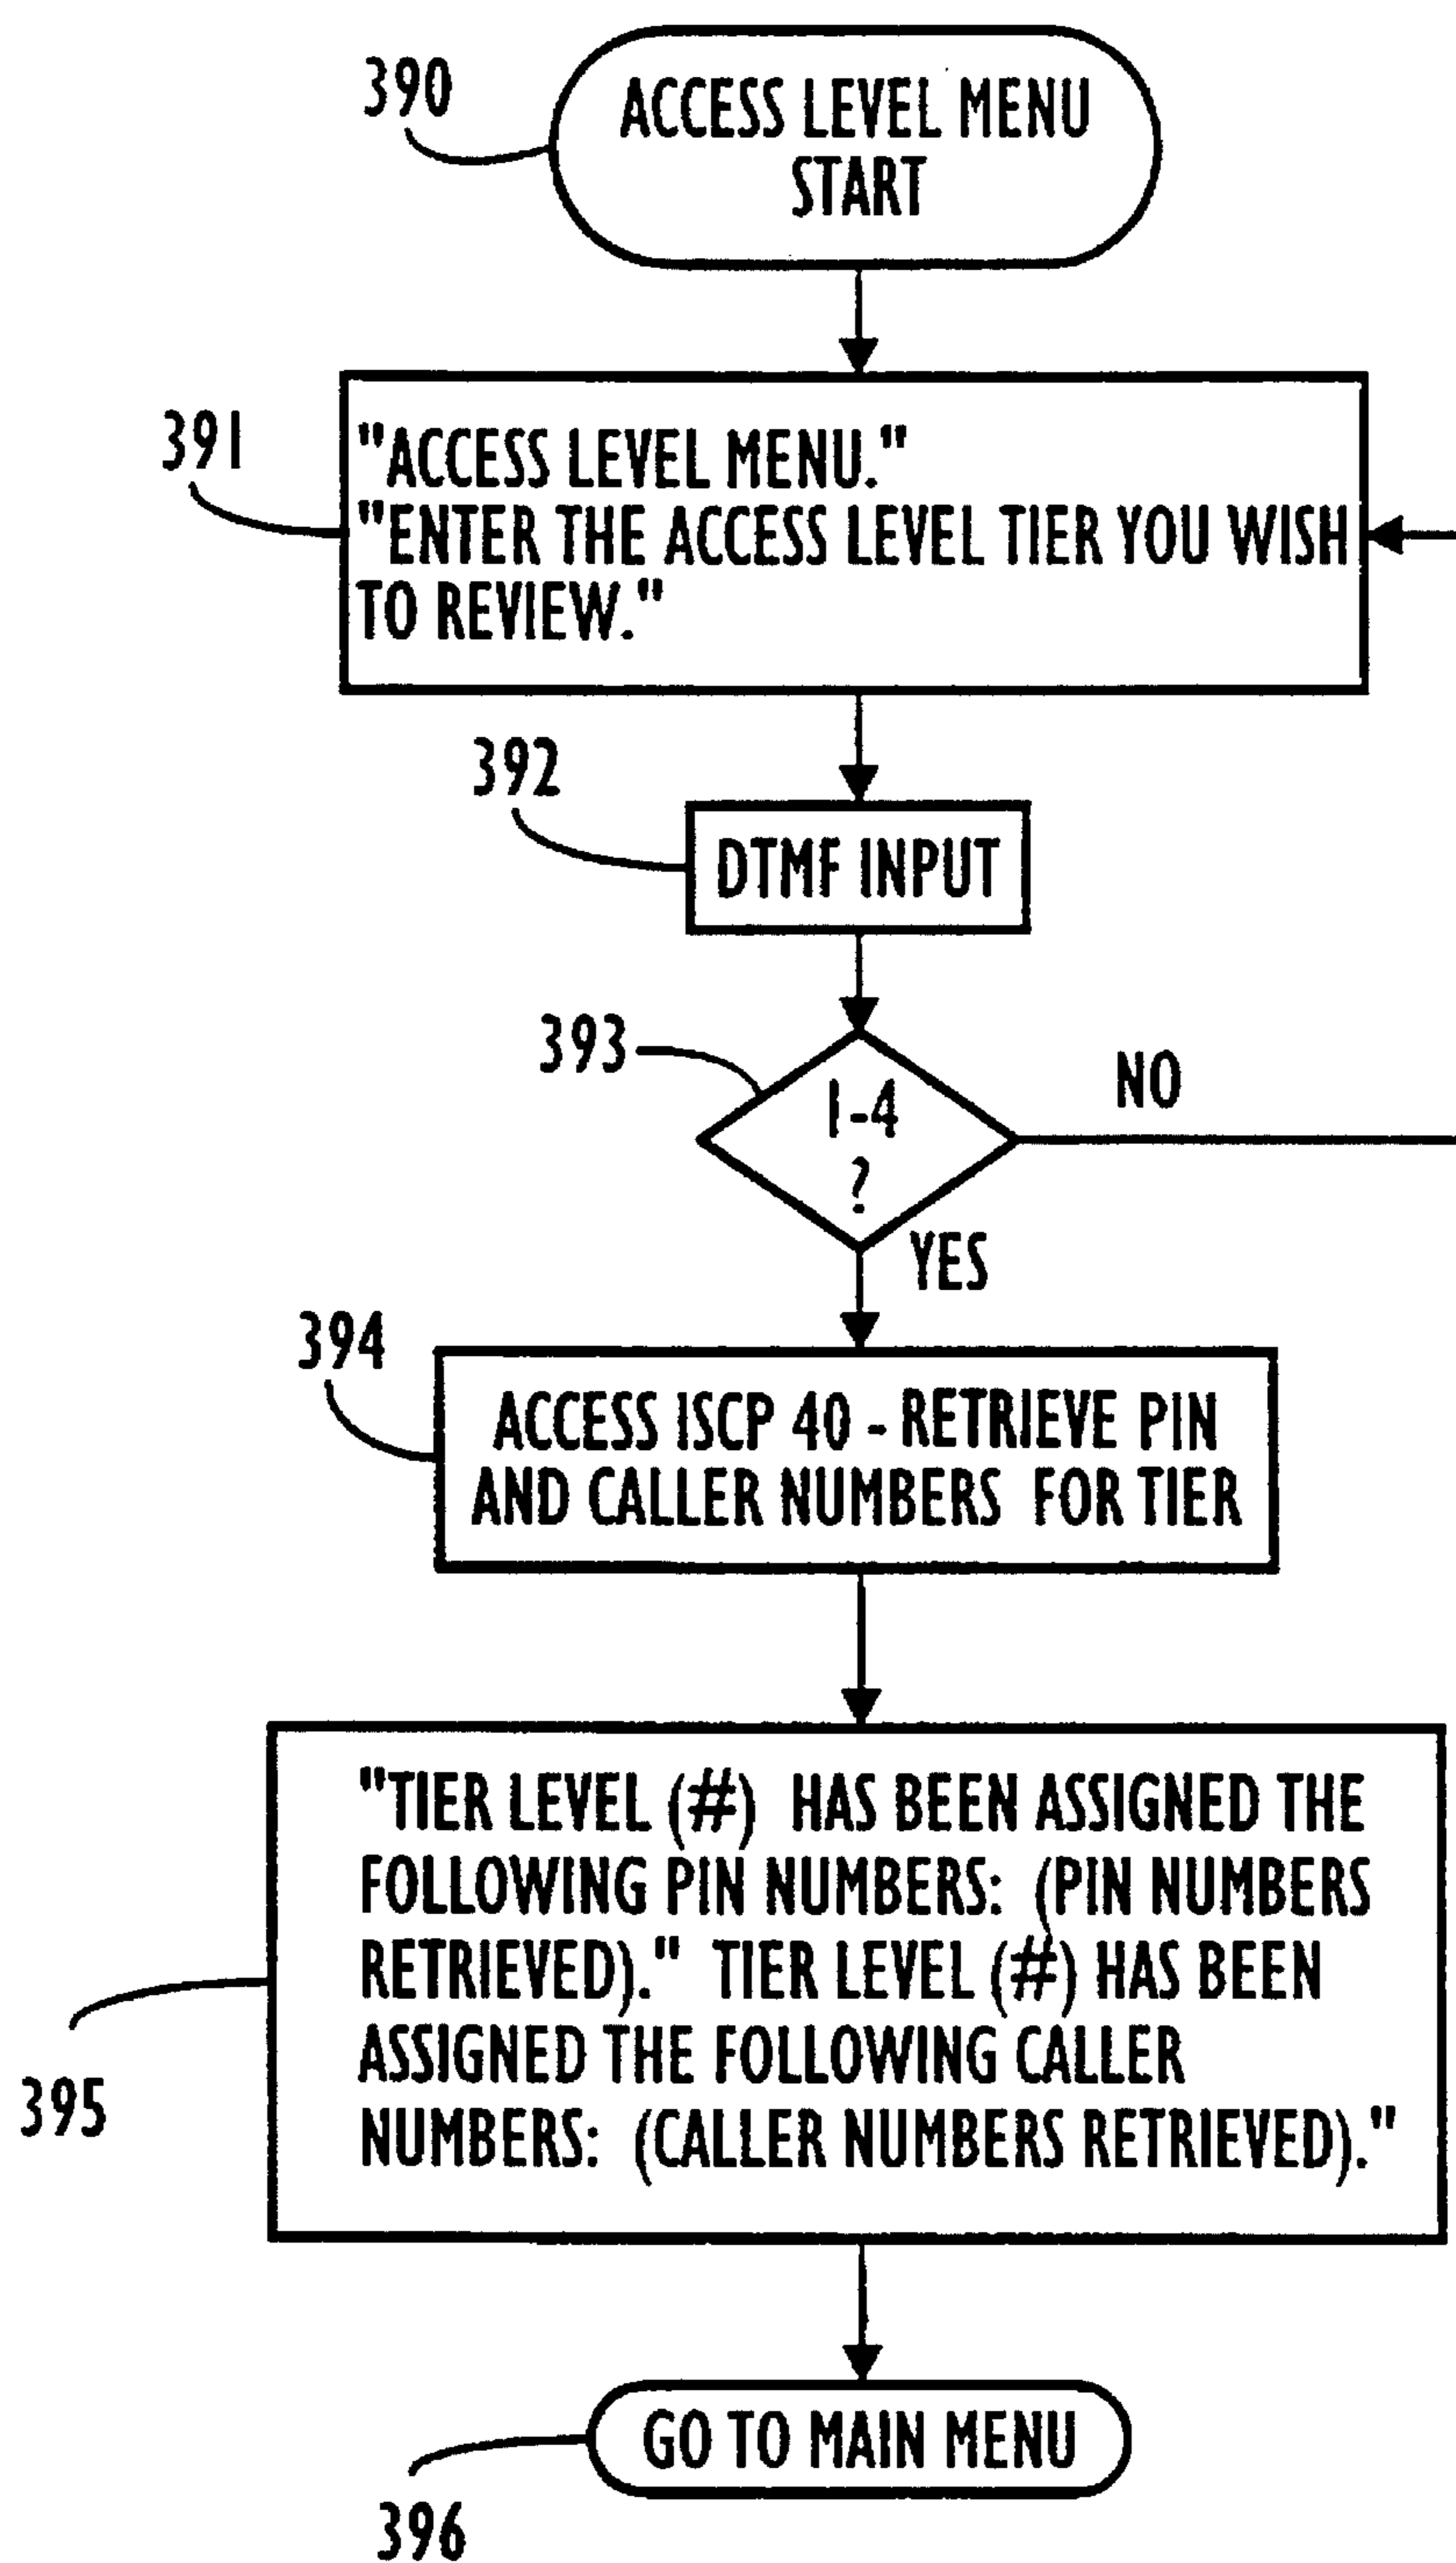 390
ACCESS LEVEL MENU
START
391
"ACCESS LEVEL MENU."
"ENTER THE ACCESS LEVEL TIER YOU WISH
TO REVIEW."
392
DTMF INPUT
393
1-4
?
NO
YES
394
ACCESS ISCP 40 - RETRIEVE PIN
AND CALLER NUMBERS FOR TIER
"TIER LEVEL (#) HAS BEEN ASSIGNED THE
FOLLOWING PIN NUMBERS: (PIN NUMBERS
RETRIEVED)." TIER LEVEL (#) HAS BEEN
ASSIGNED THE FOLLOWING CALLER
NUMBERS: (CALLER NUMBERS RETRIEVED)."
395
GO TO MAIN MENU
396